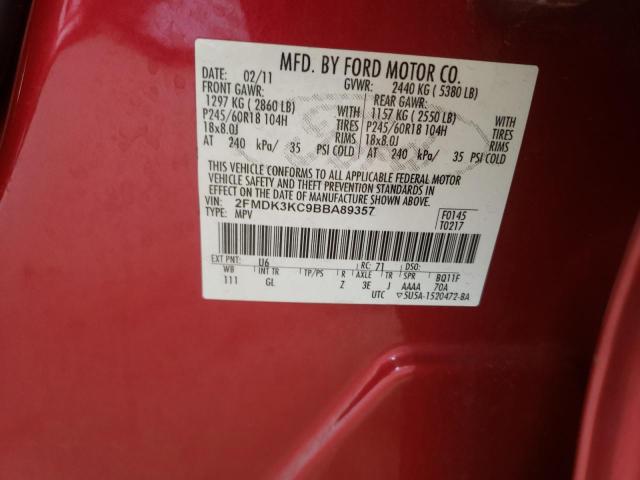 MFD. BY FORD MOTOR CO.
DATE: 02/11 GVWR: 2440 KG ( 5380 LB)
FRONT GAWR: REAR GAWR:
1297 KG ( 2860 LB) WITH 1157 KG ( 2550 LB) WITH
P245/60R18 104H TIRES P245/60R18 104H TIRES
18x8.0J RIMS 18x8.0J RIMS
AT 240 kPa/ 35 PSI COLD AT 240 kPa/ 35 PSI COLD
THIS VEHICLE CONFORMS TO ALL APPLICABLE FEDERAL MOTOR
VEHICLE SAFETY AND THEFT PREVENTION STANDARDS IN
EFFECT ON THE DATE OF MANUFACTURE SHOWN ABOVE.
VIN: 2FMDK3KC9BBA89357 F0145
TYPE: MPV T0217
EXT PNT: U6 RC: 71 DSO:
WB INT TR TP/PS R AXLE TR SPR BQ11F
111 GL Z 3E J AAAA 70A
UTC ▽5U5A-1520472-BA